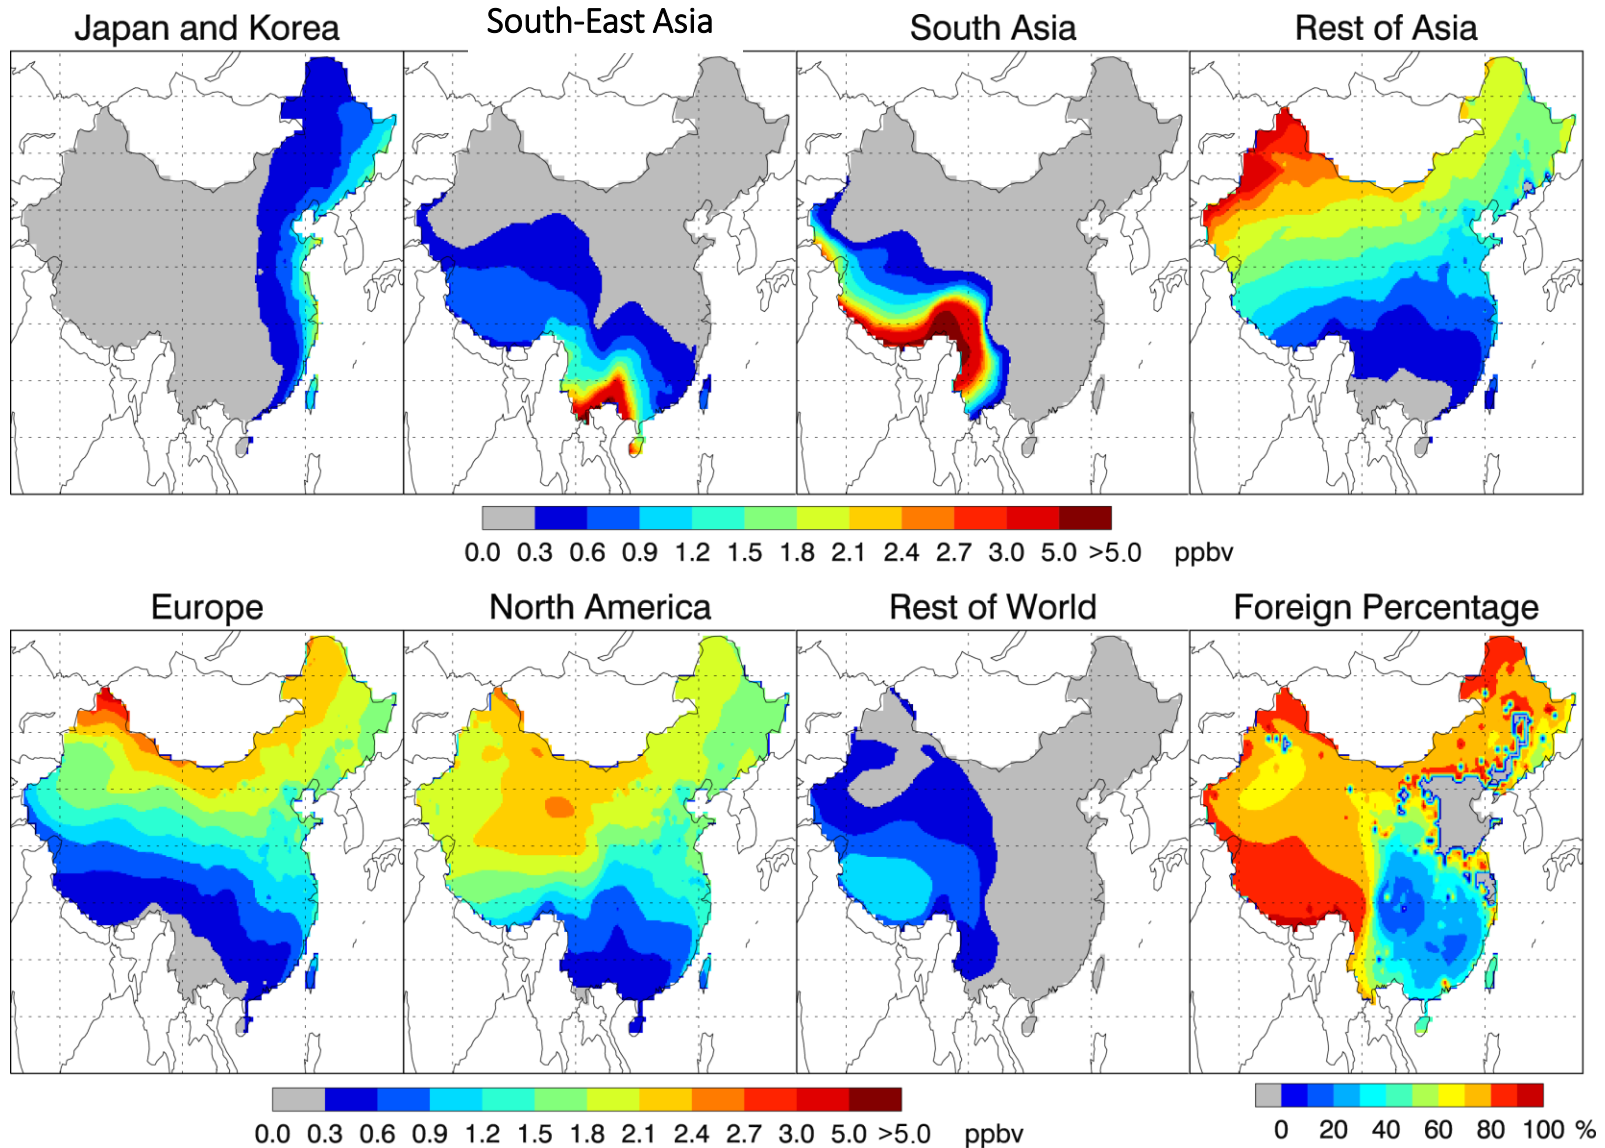 Japan and Korea
South-East Asia
South Asia
Rest of Asia
0.0 0.3 0.6 0.9 1.2 1.5 1.8 2.1 2.4 2.7 3.0 5.0 >5.0 ppbv
Europe
North America
Rest of World
Foreign Percentage
0.0 0.3 0.6 0.9 1.2 1.5 1.8 2.1 2.4 2.7 3.0 5.0 >5.0 ppbv
0 20 40 60 80 100 %